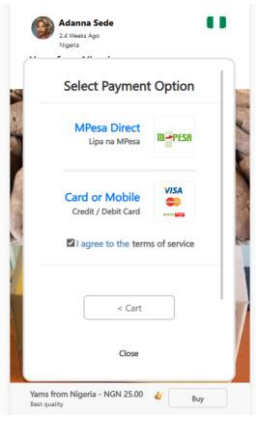 Adanna Sede
2.4 Weeks Ago
Nigeria
Select Payment Option
MPesa Direct
Lipa na MPesa
M-PESA
Card or Mobile
Credit / Debit Card
VISA
I agree to the terms of service
< Cart
Close
Yams from Nigeria - NGN 25.00
Best quality
Buy